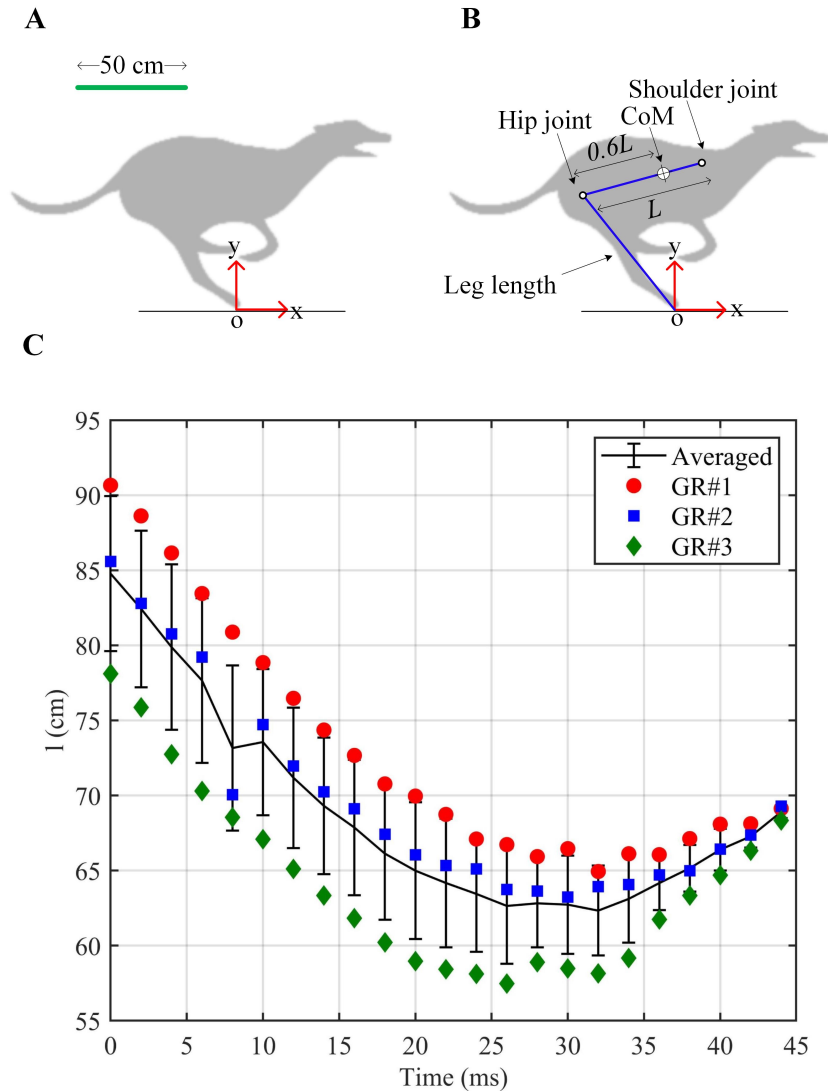 A
50 cm
y
x
o
B
Shoulder joint
CoM
Hip joint
0.6L
L
y
Leg length
x
o
C
95
90
85
80
75
70
65
60
55
l (cm)
0
5
10
15
20
25
30
35
40
45
Time (ms)
Averaged
GR#1
GR#2
GR#3